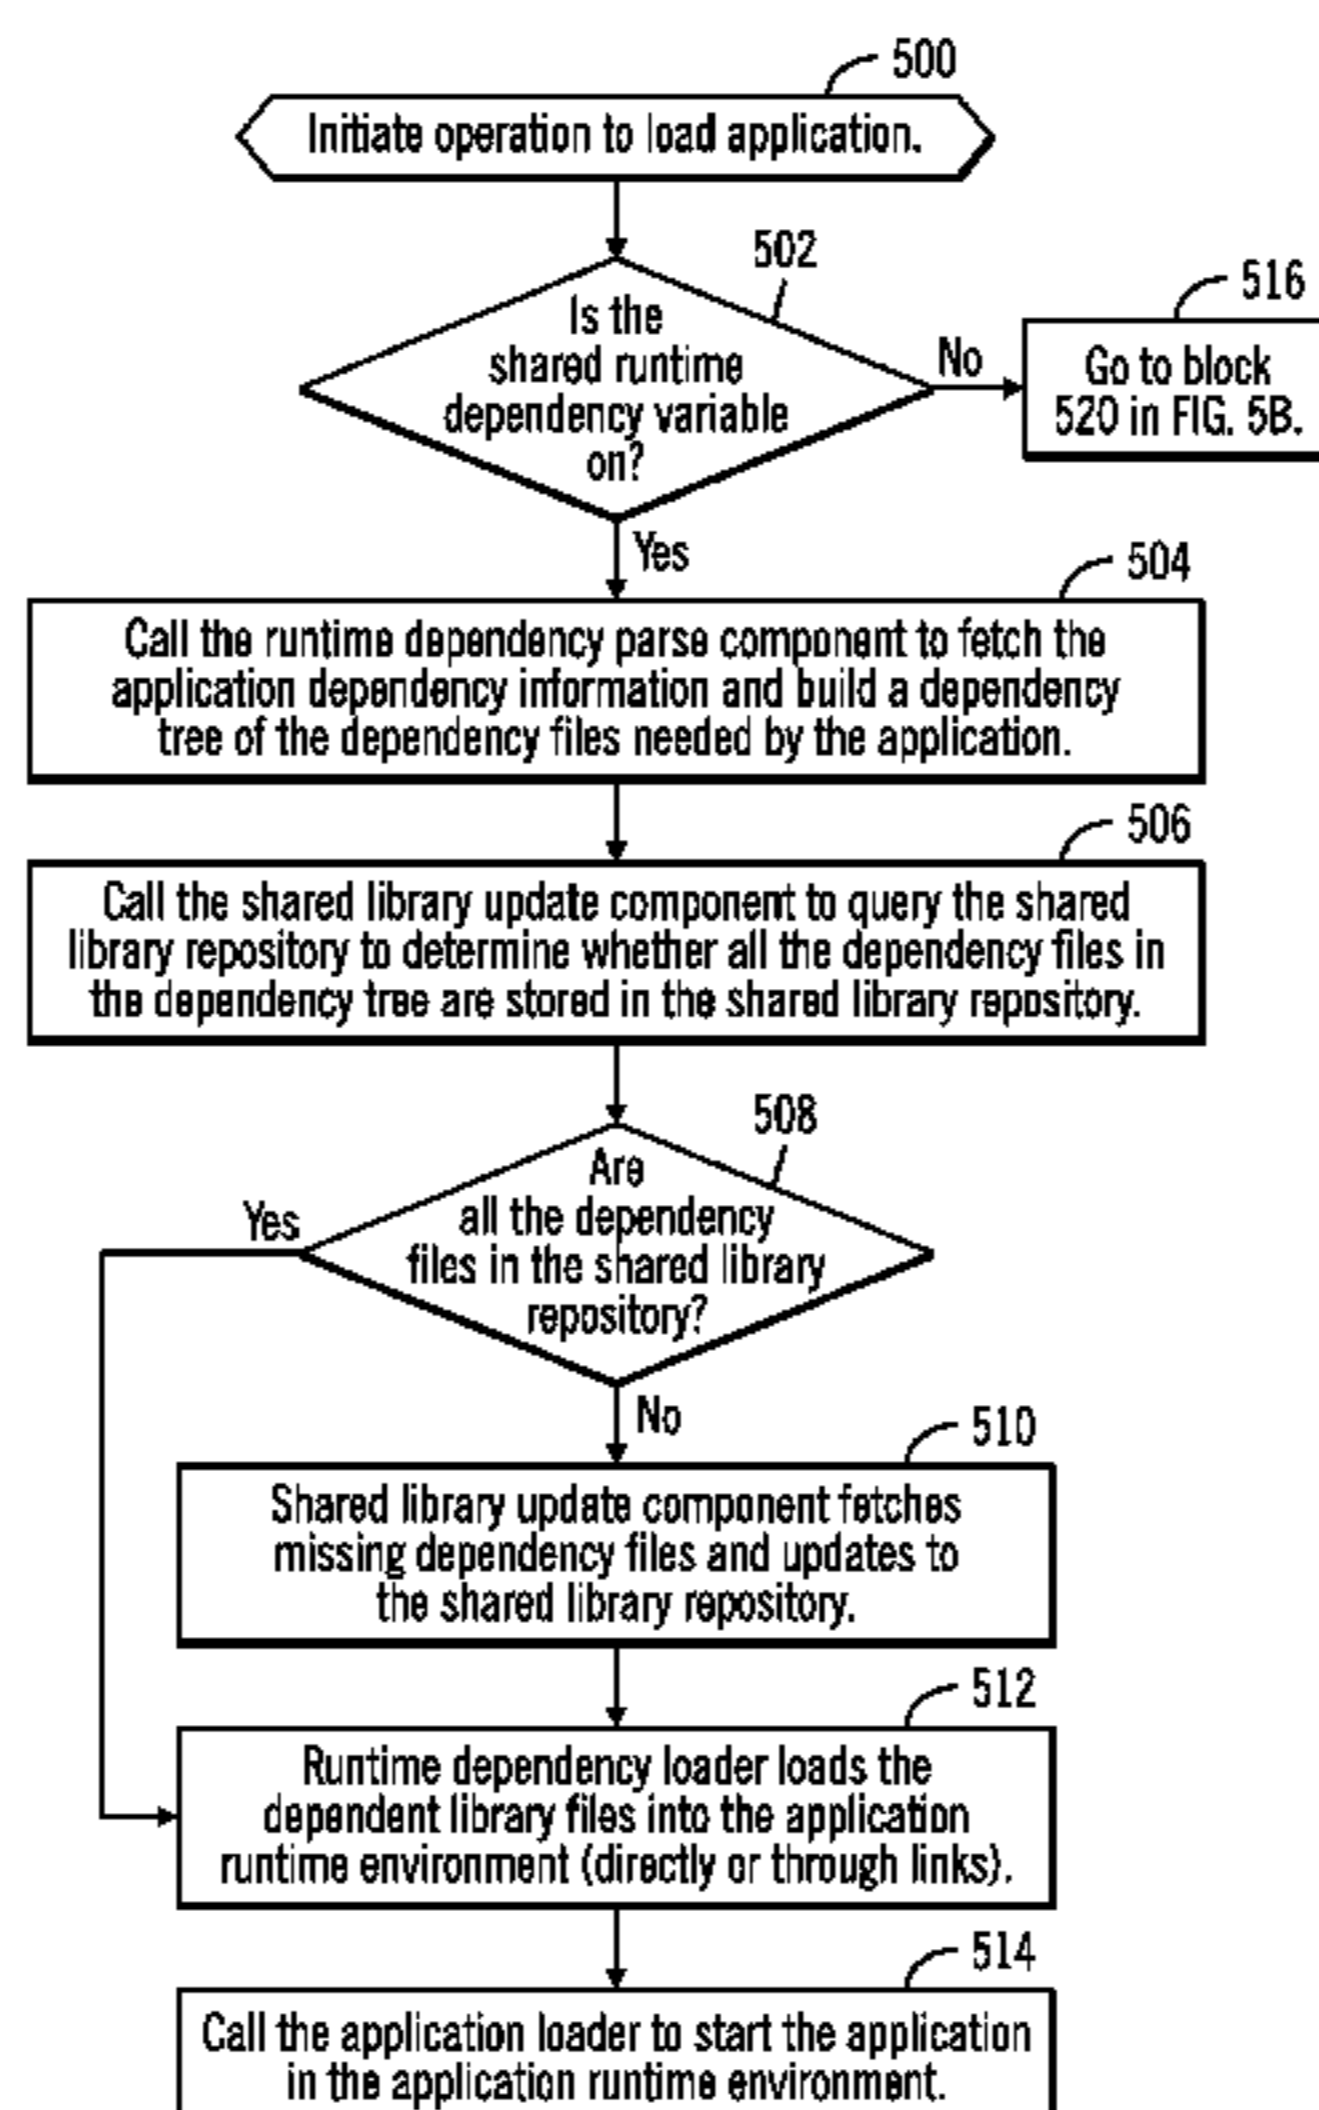 500
Initiate operation to load application.
502
Is the
shared runtime
dependency variable
on?
No
516
Go to block
520 in FIG. 5B.
Yes
504
Call the runtime dependency parse component to fetch the
application dependency information and build a dependency
tree of the dependency files needed by the application.
506
Call the shared library update component to query the shared
library repository to determine whether all the dependency files in
the dependency tree are stored in the shared library repository.
508
Are
all the dependency
files in the shared library
repository?
Yes
No
510
Shared library update component fetches
missing dependency files and updates to
the shared library repository.
512
Runtime dependency loader loads the
dependent library files into the application
runtime environment (directly or through links).
514
Call the application loader to start the application
in the application runtime environment.